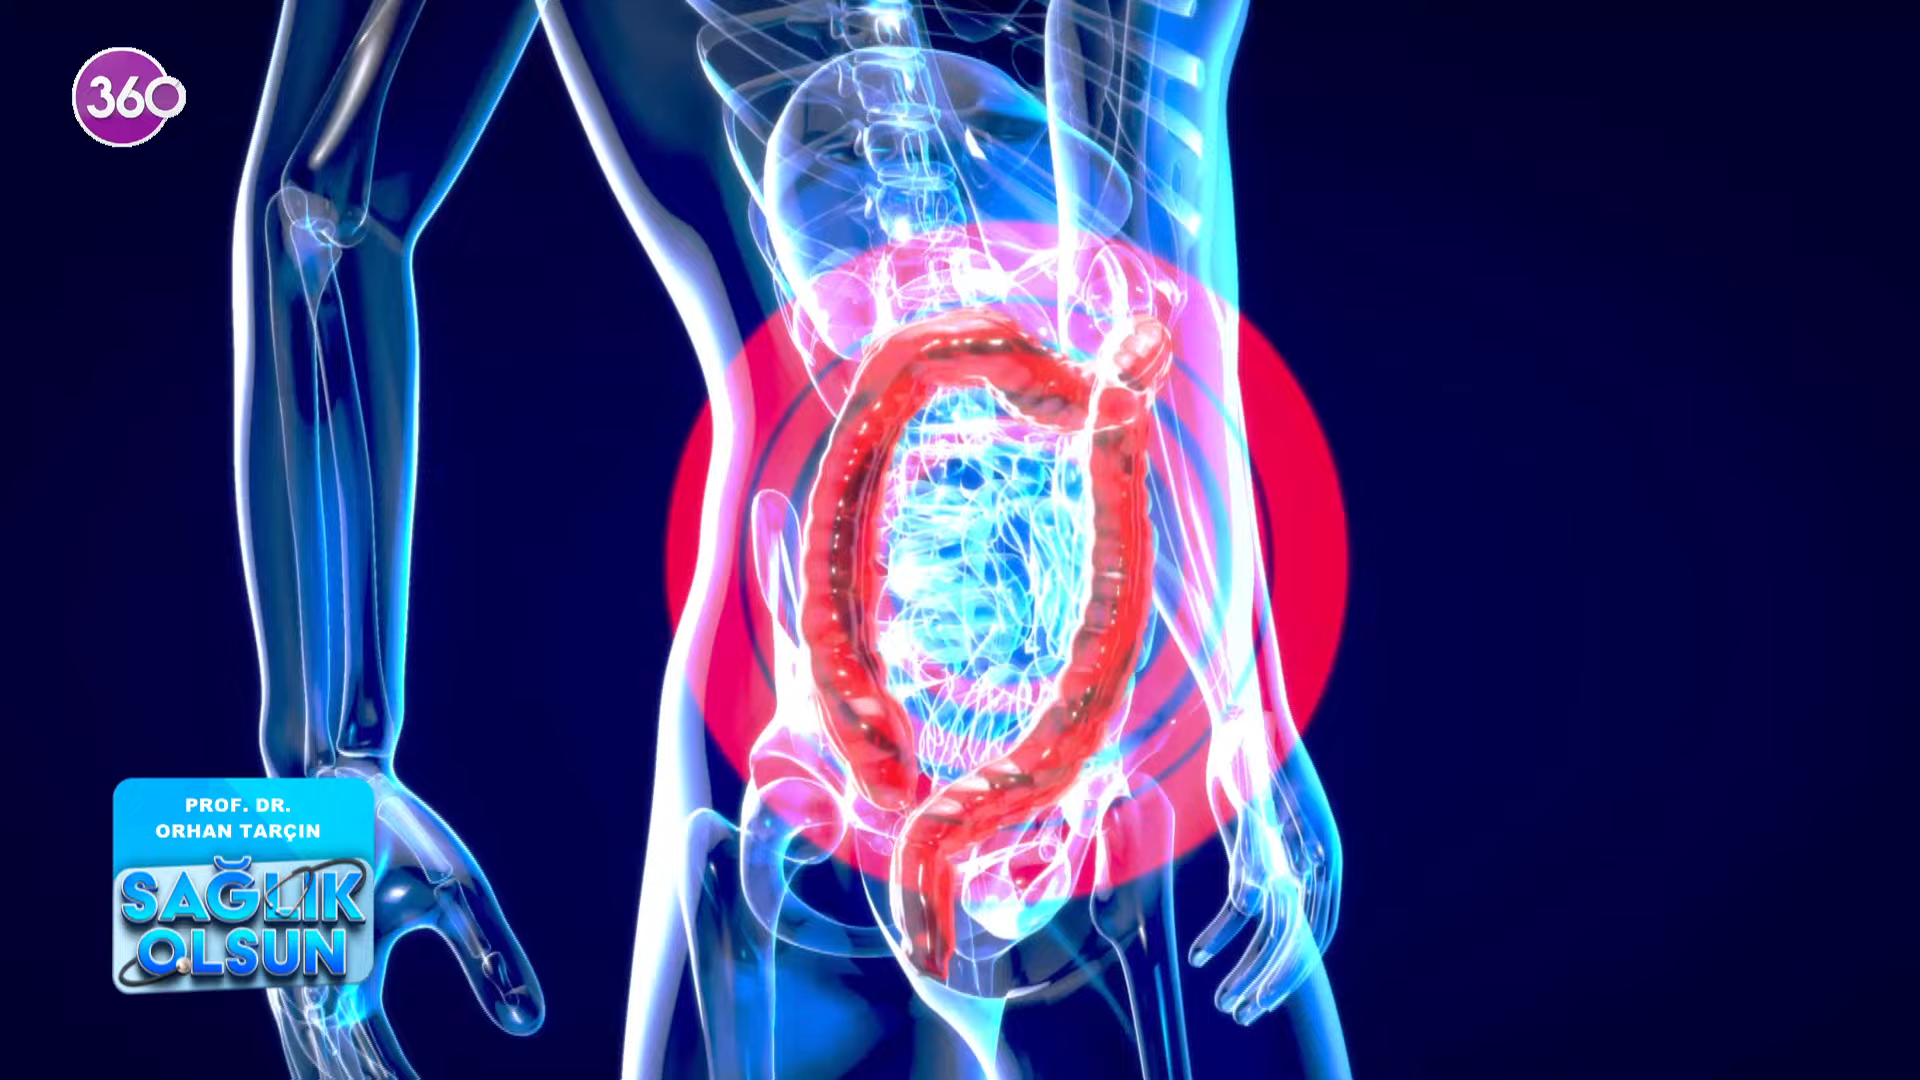 360
PROF. DR.
ORHAN TARÇIN
SAĞLIK
OLSUN